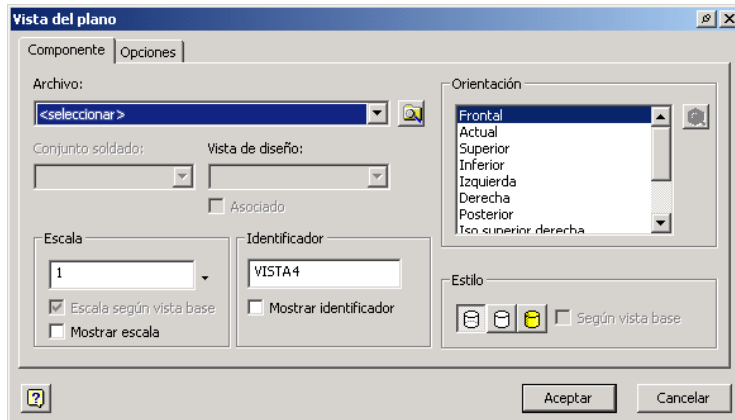 Vista del plano
Componente
Opciones
Archivo:
<seleccionar>
Conjunto soldado:
Vista de diseño:
Asociado
Escala
1
Escala según vista base
Mostrar escala
Identificador
VISTA4
Mostrar identificador
Orientación
Frontal
Actual
Superior
Inferior
Izquierda
Derecha
Posterior
Iso superior derecha
Estilo
Según vista base
Aceptar
Cancelar